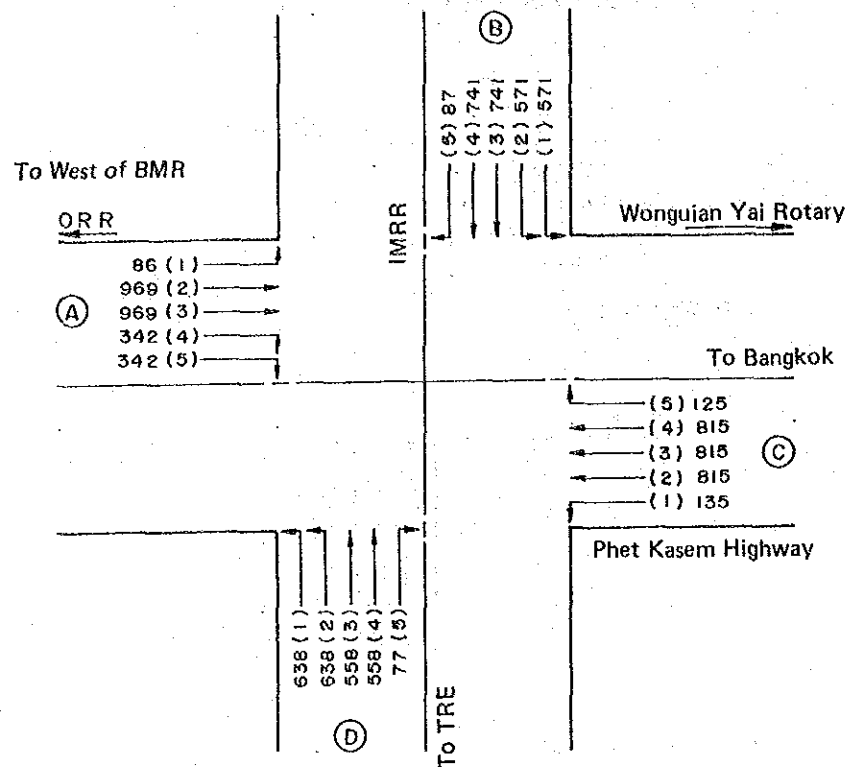 B
(5) 87
(4) 741
(3) 741
(2) 571
(1) 571
To West of BMR
ORR
IMRR
Wonguian Yai Rotary
A
86 (1)
969 (2)
969 (3)
342 (4)
342 (5)
To Bangkok
(5) 125
(4) 815
(3) 815
(2) 815
(1) 135
C
Phet Kasem Highway
638 (1)
638 (2)
558 (3)
558 (4)
77 (5)
D
To TRE